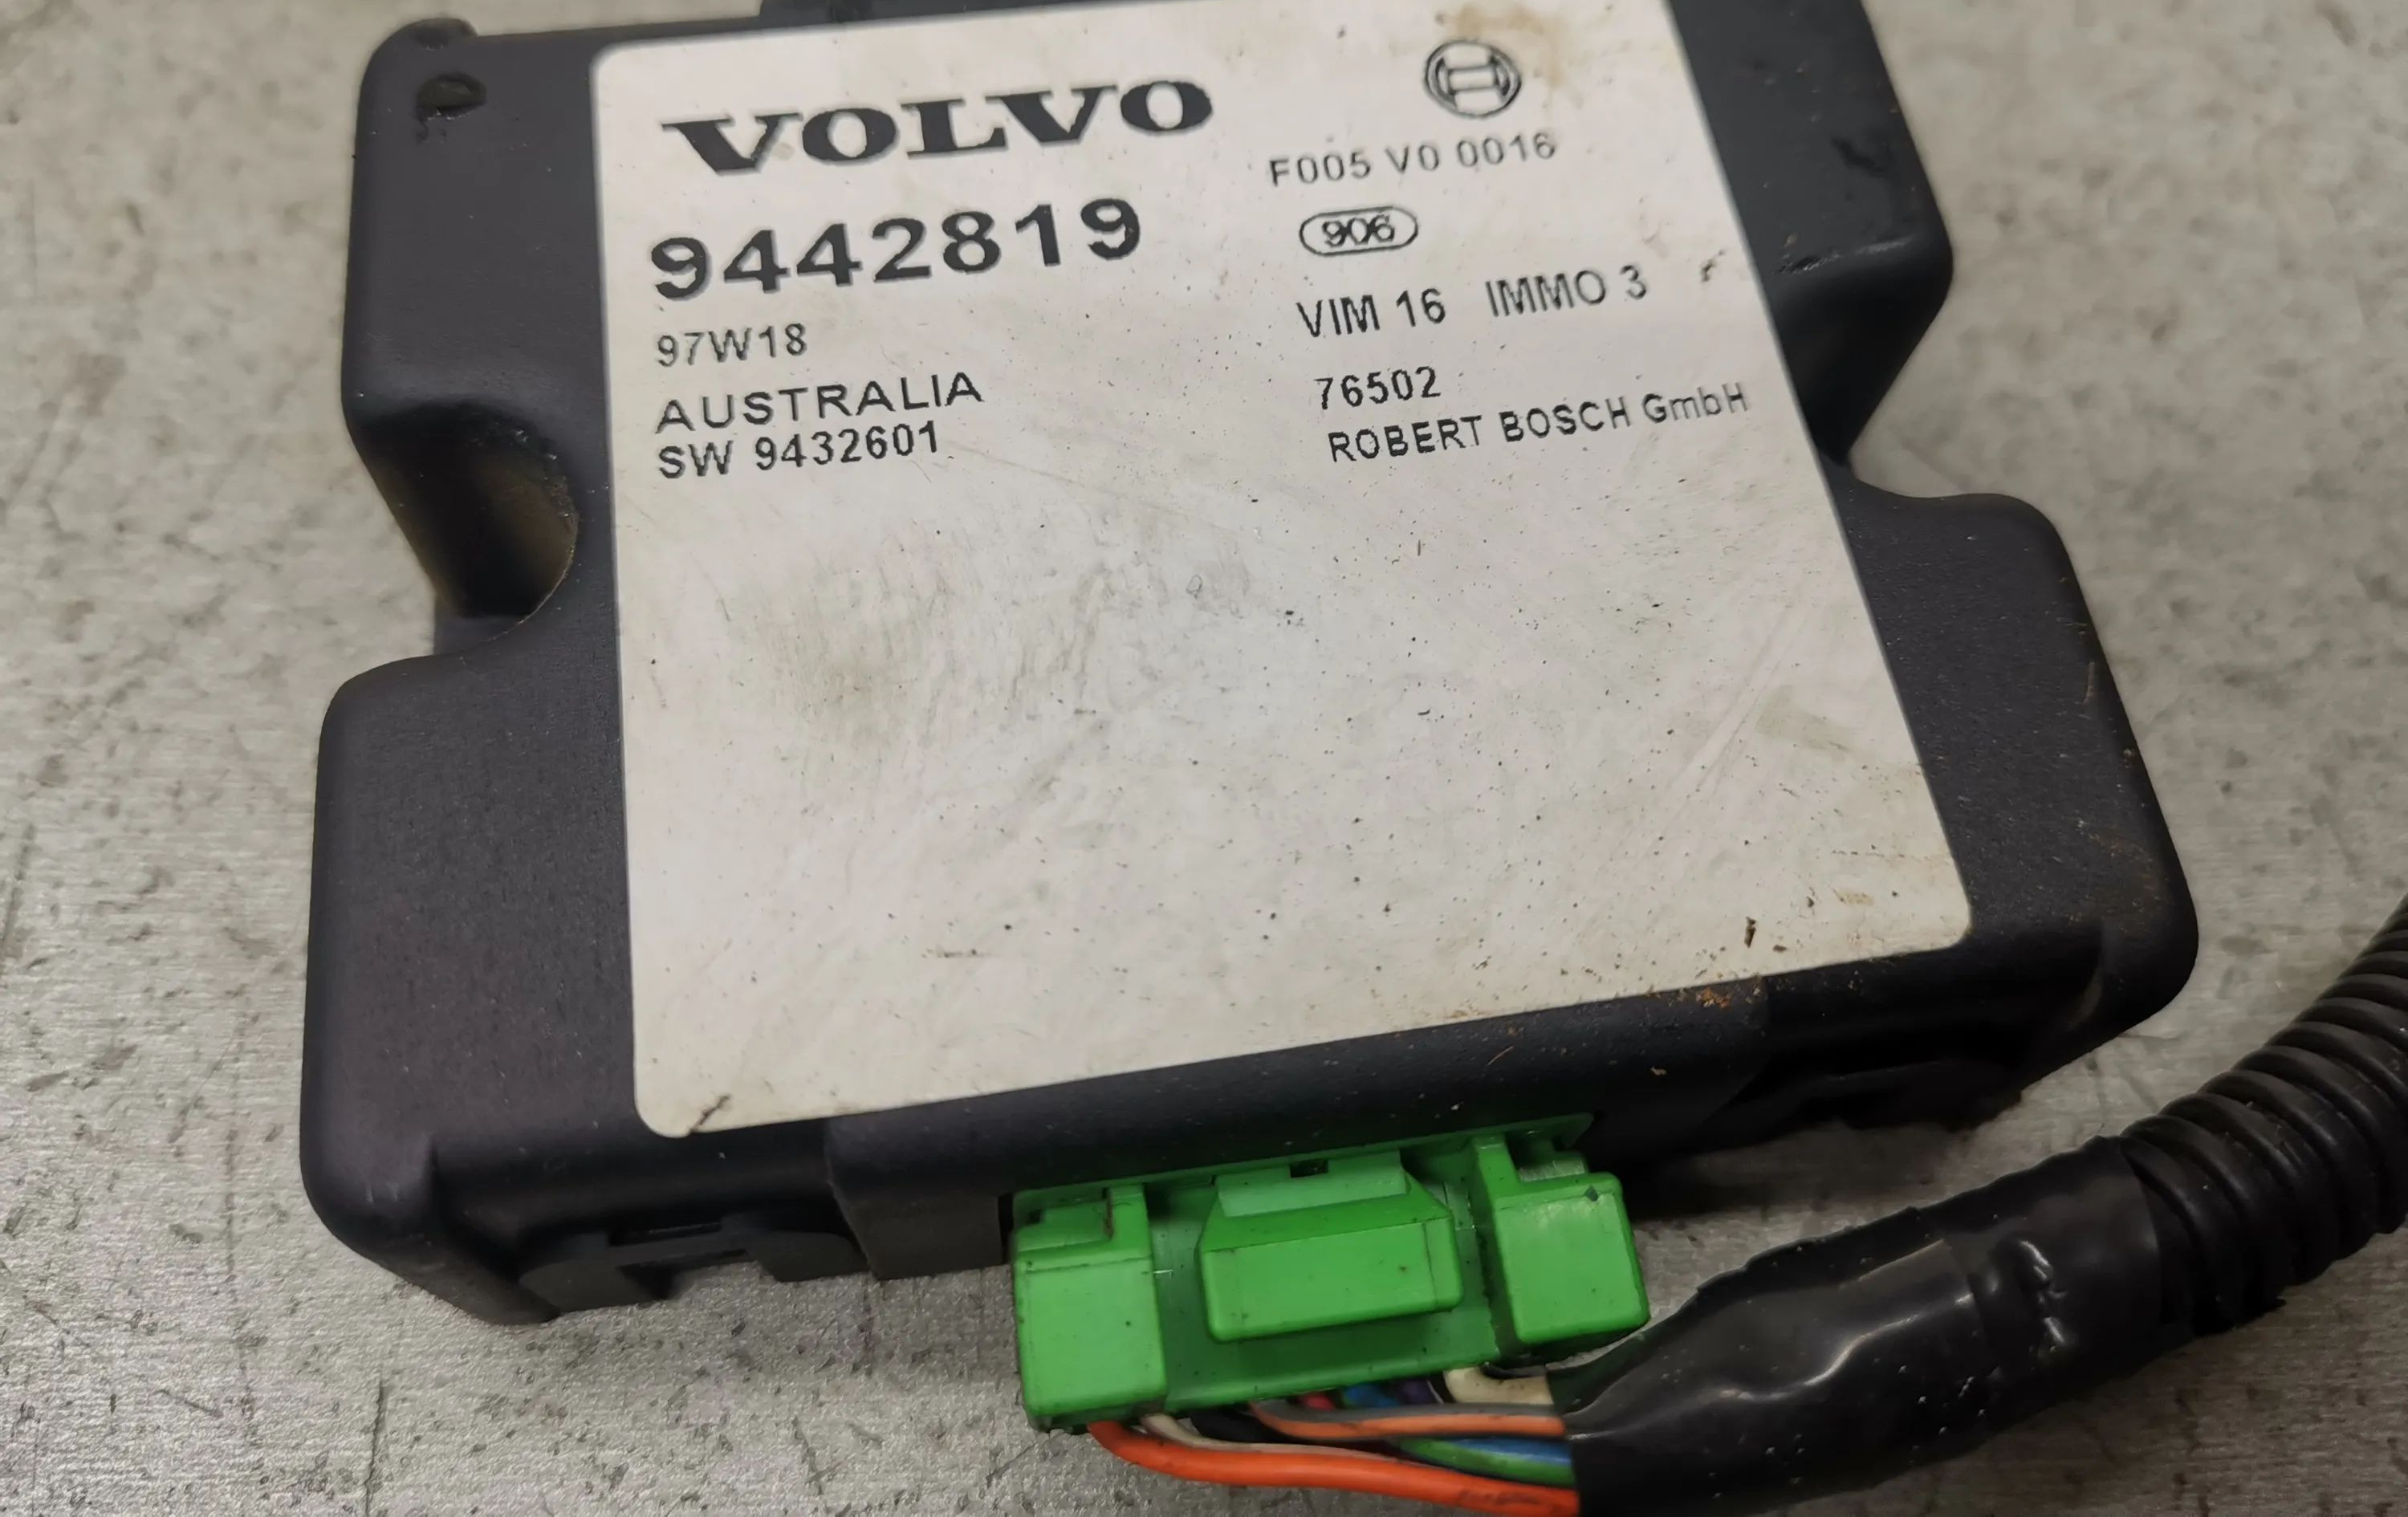 VOLVO
9442819
97W18
AUSTRALIA
SW 9432601
F005 V0 0016
906
VIM 16 IMMO 3
76502
ROBERT BOSCH GmbH